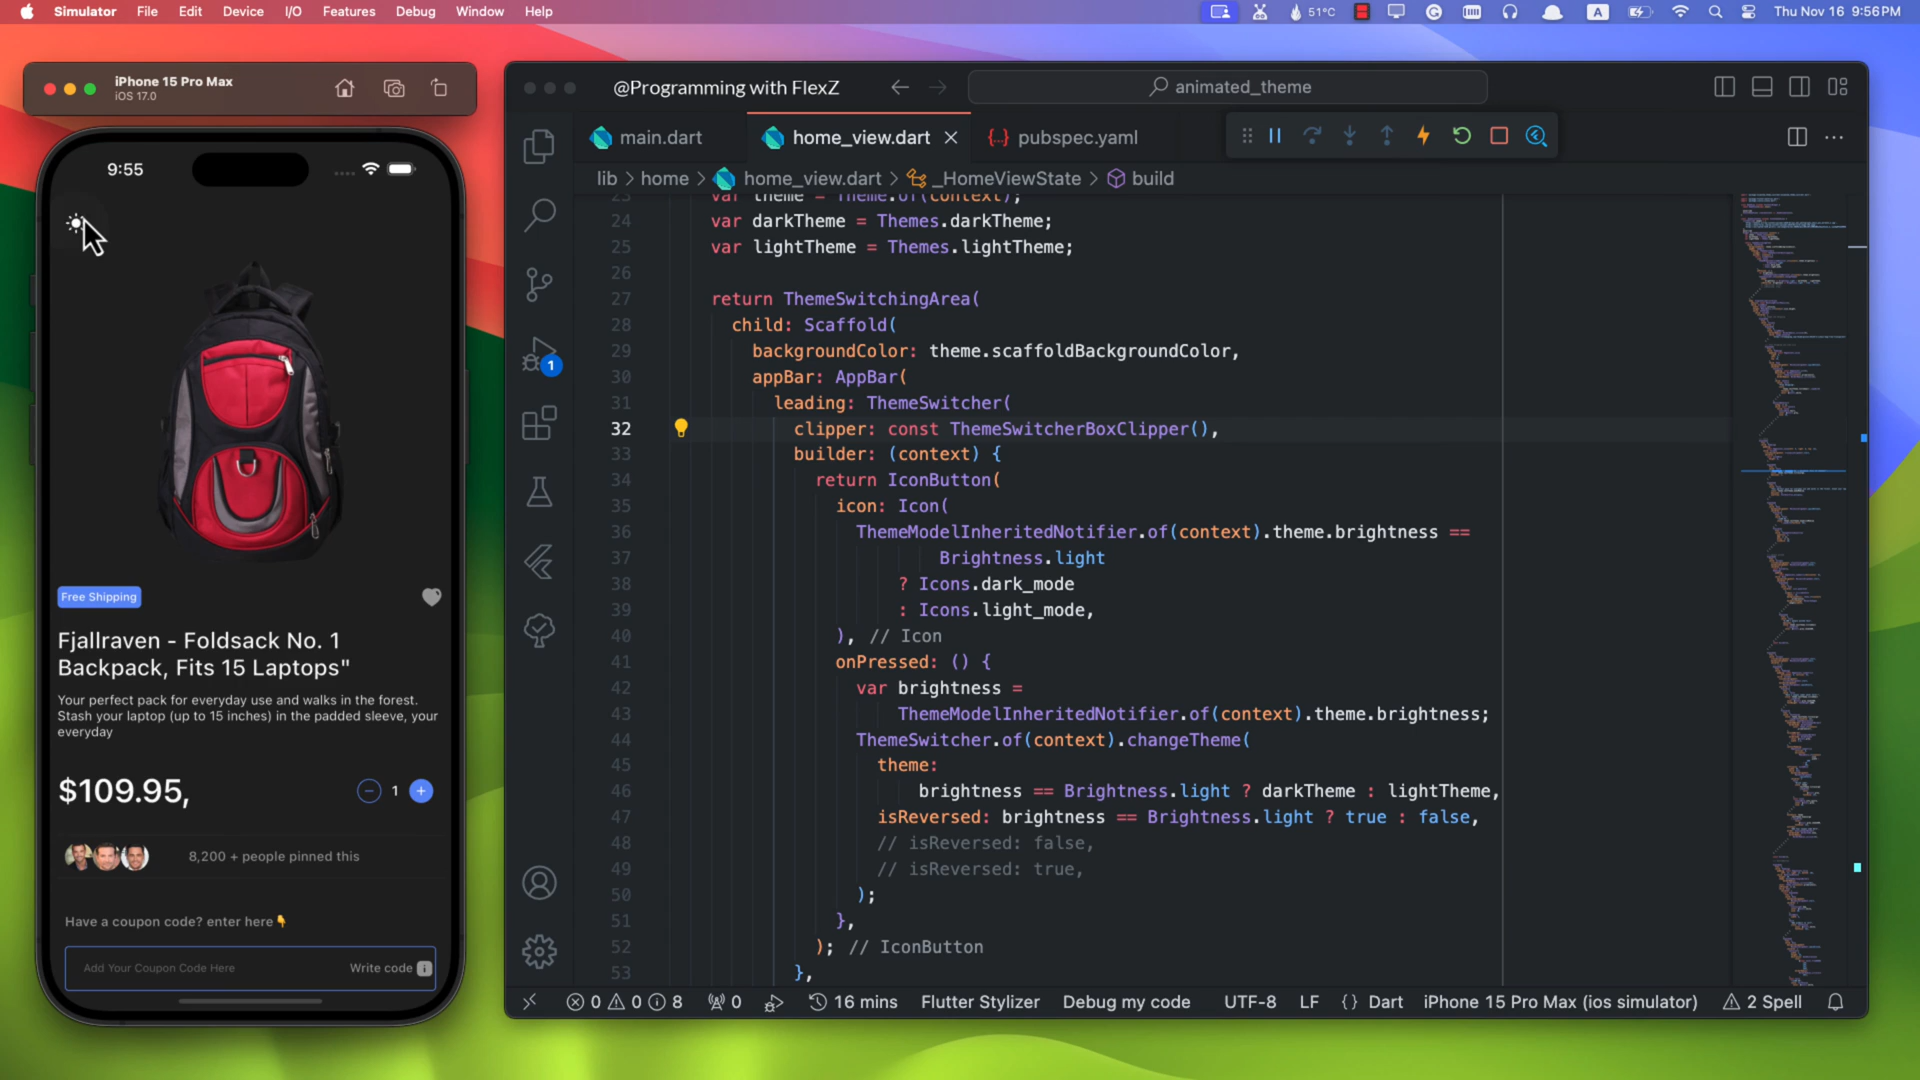 Simulator File Edit Device I/O Features Debug Window Help
51°C A Thu Nov 16 9:56 PM
iPhone 15 Pro Max
iOS 17.0
9:55
Free Shipping
Fjallraven - Foldsack No. 1
Backpack, Fits 15 Laptops"
Your perfect pack for everyday use and walks in the forest.
Stash your laptop (up to 15 inches) in the padded sleeve, your
everyday
$109.95,
1
8,200 + people pinned this
Have a coupon code? enter here👇
Add Your Coupon Code Here
Write code
@Programming with FlexZ
animated_theme
main.dart
home_view.dart
{..} pubspec.yaml
lib > home > home_view.dart > _HomeViewState > build
1
23 var theme = Theme.of(context);
24 var darkTheme = Themes.darkTheme;
25 var lightTheme = Themes.lightTheme;
26
27 return ThemeSwitchingArea(
28 child: Scaffold(
29 backgroundColor: theme.scaffoldBackgroundColor,
30 appBar: AppBar(
31 leading: ThemeSwitcher(
32 clipper: const ThemeSwitcherBoxClipper(),
33 builder: (context) {
34 return IconButton(
35 icon: Icon(
36 ThemeModelInheritedNotifier.of(context).theme.brightness ==
37 Brightness.light
38 ? Icons.dark_mode
39 : Icons.light_mode,
40 ), // Icon
41 onPressed: () {
42 var brightness =
43 ThemeModelInheritedNotifier.of(context).theme.brightness;
44 ThemeSwitcher.of(context).changeTheme(
45 theme:
46 brightness == Brightness.light ? darkTheme : lightTheme,
47 isReversed: brightness == Brightness.light ? true : false,
48 // isReversed: false,
49 // isReversed: true,
50 );
51 },
52 ); // IconButton
53 },
0 0 8 0 16 mins Flutter Stylizer Debug my code UTF-8 LF {} Dart iPhone 15 Pro Max (ios simulator) 2 Spell